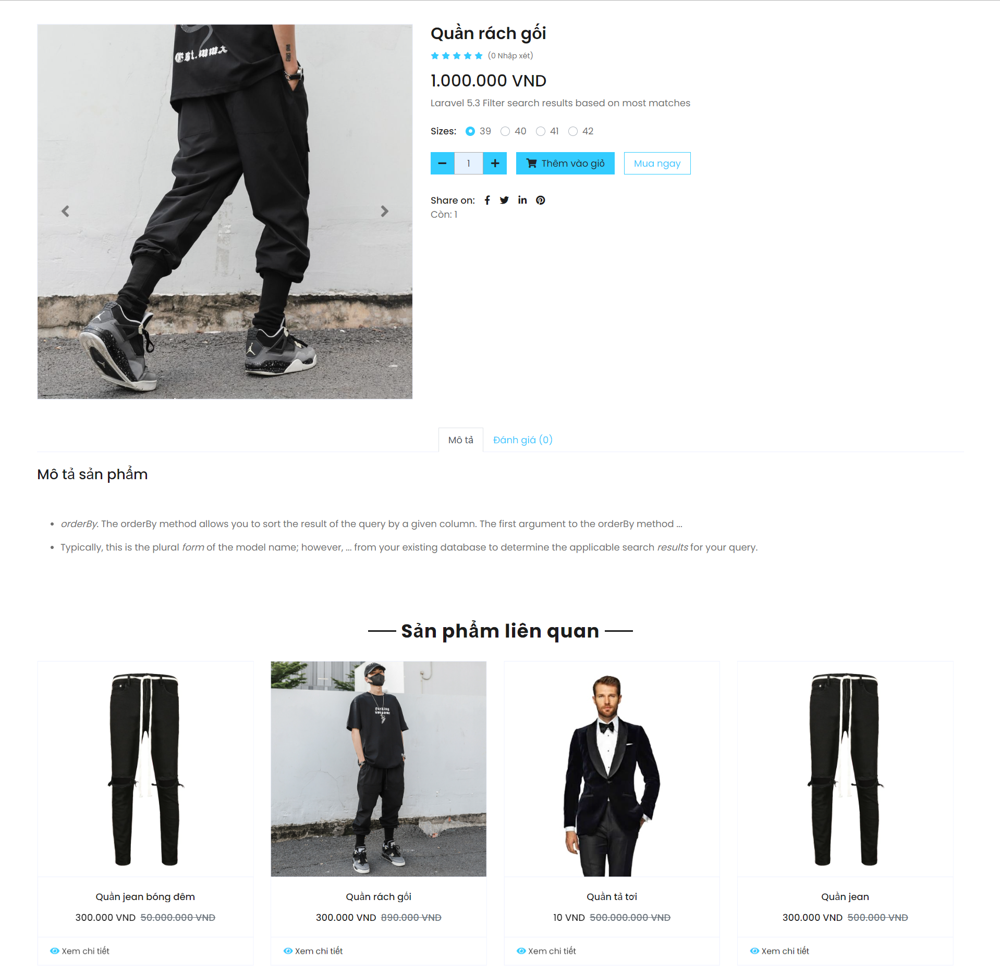 Est.mmx
Quần rách gối
(0 Nhập xét)
1.000.000 VND
Laravel 5.3 Filter search results based on most matches
Sizes: 39 40 41 42
1 Thêm vào giỏ Mua ngay
Share on:
Còn: 1
Mô tả Đánh giá (0)
Mô tả sản phẩm
orderBy. The orderBy method allows you to sort the result of the query by a given column. The first argument to the orderBy method ...
Typically, this is the plural form of the model name; however, ... from your existing database to determine the applicable search results for your query.
Sản phẩm liên quan
fucking
awesome
Quần jean bóng đêm
300.000 VND 50.000.000 VND
Xem chi tiết
Quần rách gối
300.000 VND 890.000 VND
Xem chi tiết
Quần tả tơi
10 VND 500.000.000 VND
Xem chi tiết
Quần jean
300.000 VND 500.000 VND
Xem chi tiết